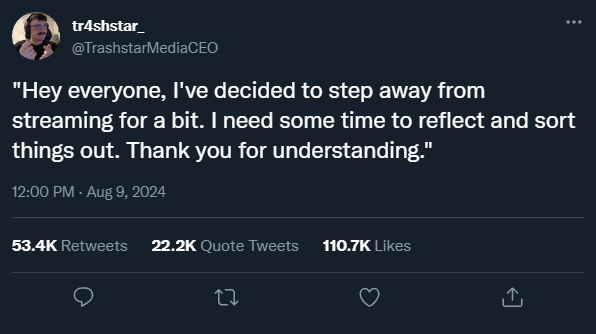 tr4shstar_
@TrashstarMediaCEO
"Hey everyone, I've decided to step away from
streaming for a bit. I need some time to reflect and sort
things out. Thank you for understanding."
12:00 PM · Aug 9, 2024
53.4K Retweets 22.2K Quote Tweets 110.7K Likes